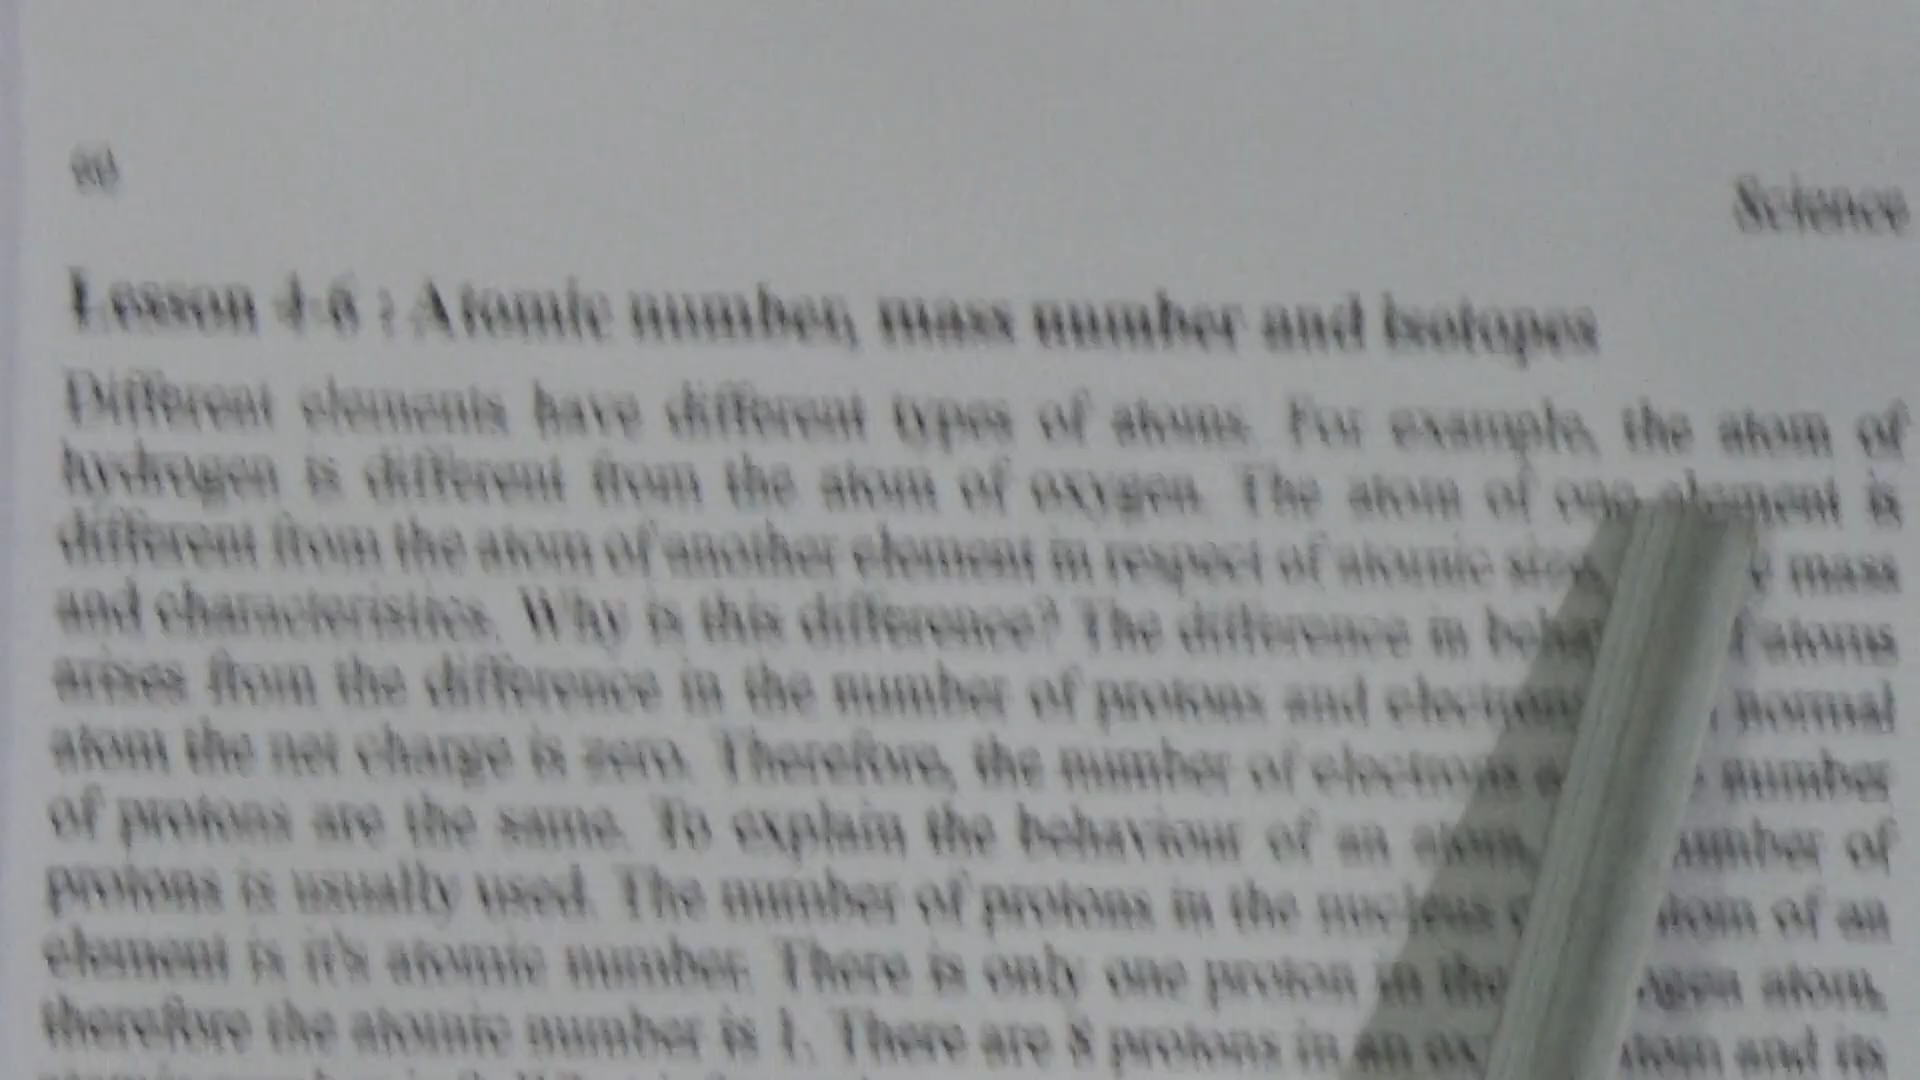 Science
Lesson 4-6 : Atomic number, mass number and isotopes
Different elements have different types of atoms. For example, the atom of
hydrogen is different from the atom of oxygen. The atom of one element is
different from the atom of another element in respect of atomic mass
and characteristics. Why is this difference? The difference in atoms
arises from the difference in the number of protons and normal
atom the net charge is zero. Therefore, the number of number
of protons are the same. To explain the behaviour of an number of
protons is usually used. The number of protons in the of an
element is it's atomic number. There is only one proton in the atom,
therefore the atomic number is 1. There are 8 protons in an and its